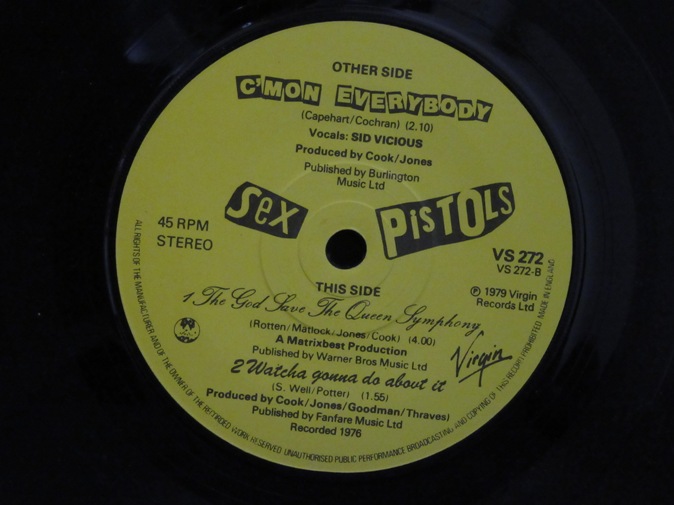 OTHER SIDE
C'MON EVERYBODY
(Capehart/Cochran) (2.10)
Vocals: SID VICIOUS
Produced by Cook/Jones
Published by Burlington
Music Ltd
Sex PISTOLS
45 RPM
STEREO
VS 272
VS 272-B
℗ 1979 Virgin
Records Ltd
THIS SIDE
1 The God Save The Queen Symphony
(Rotten/Matlock/Jones/Cook) (4.00)
A Matrixbest Production
Published by Warner Bros Music Ltd
2 Watcha gonna do about it
(S. Well/Potter) (1.55)
Produced by Cook/Jones/Goodman/Thraves)
Published by Fanfare Music Ltd
Recorded 1976
Virgin
ALL RIGHTS OF THE MANUFACTURER AND OF THE OWNER OF THE RECORDED WORK RESERVED UNAUTHORISED PUBLIC PERFORMANCE BROADCASTING AND COPYING OF THIS RECORD PROHIBITED MADE IN ENGLAND